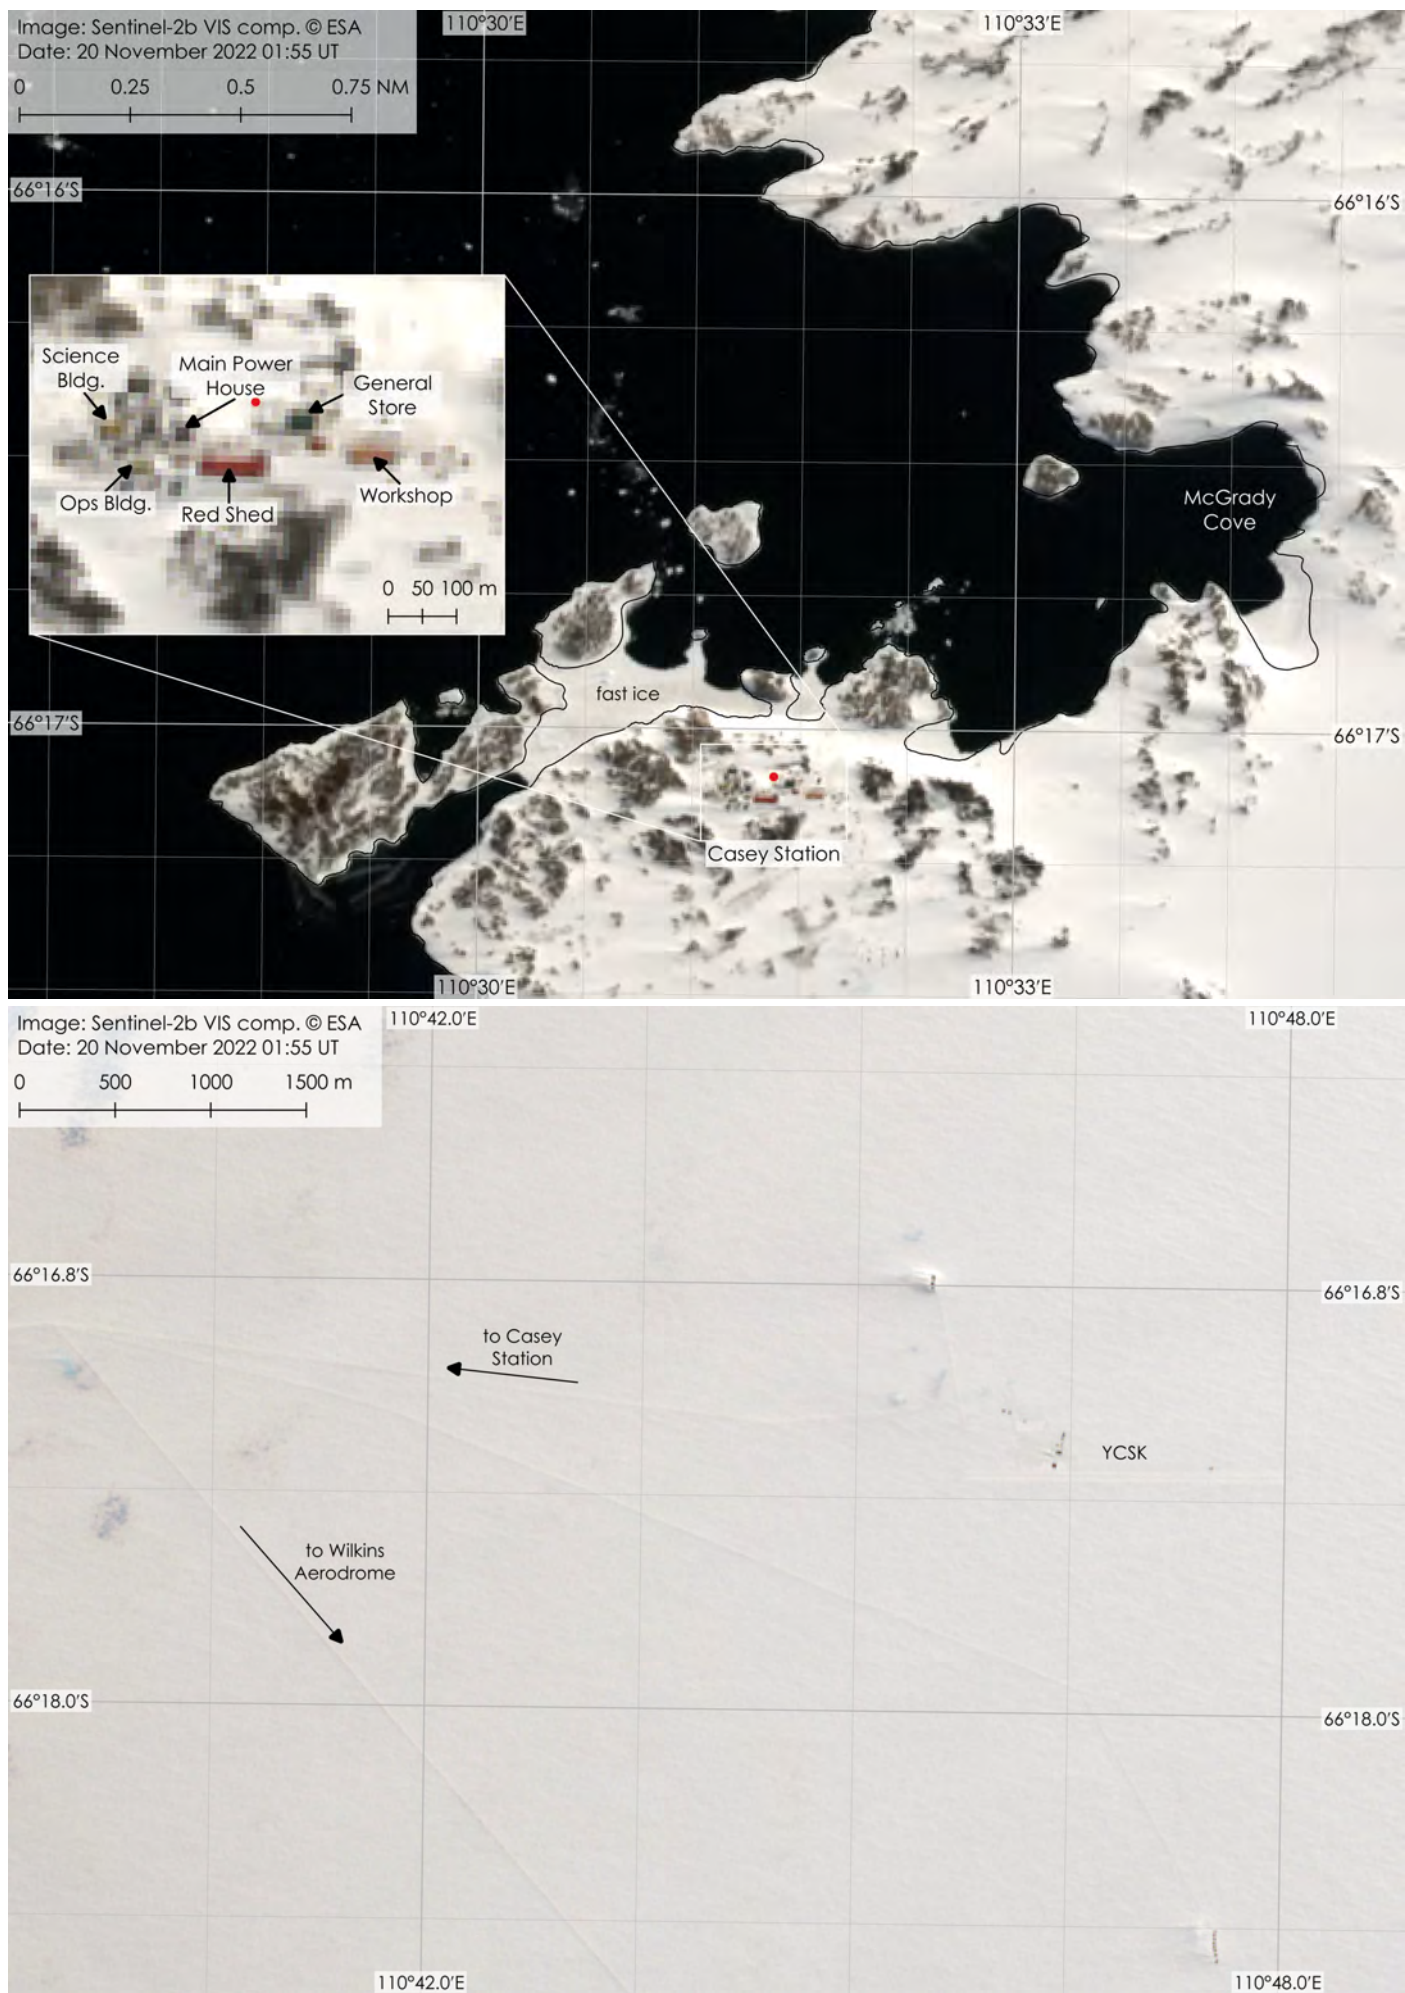 Image: Sentinel-2b VIS comp. © ESA
Date: 20 November 2022 01:55 UT
0 0.25 0.5 0.75 NM
110°30′E
110°33′E
66°16′S
66°16′S
Science
Bldg.
Main Power
House
General
Store
Ops Bldg.
Red Shed
Workshop
0 50 100 m
McGrady
Cove
fast ice
66°17′S
66°17′S
Casey Station
110°30′E
110°33′E
Image: Sentinel-2b VIS comp. © ESA
Date: 20 November 2022 01:55 UT
0 500 1000 1500 m
110°42.0′E
110°48.0′E
66°16.8′S
66°16.8′S
to Casey
Station
YCSK
to Wilkins
Aerodrome
66°18.0′S
66°18.0′S
110°42.0′E
110°48.0′E